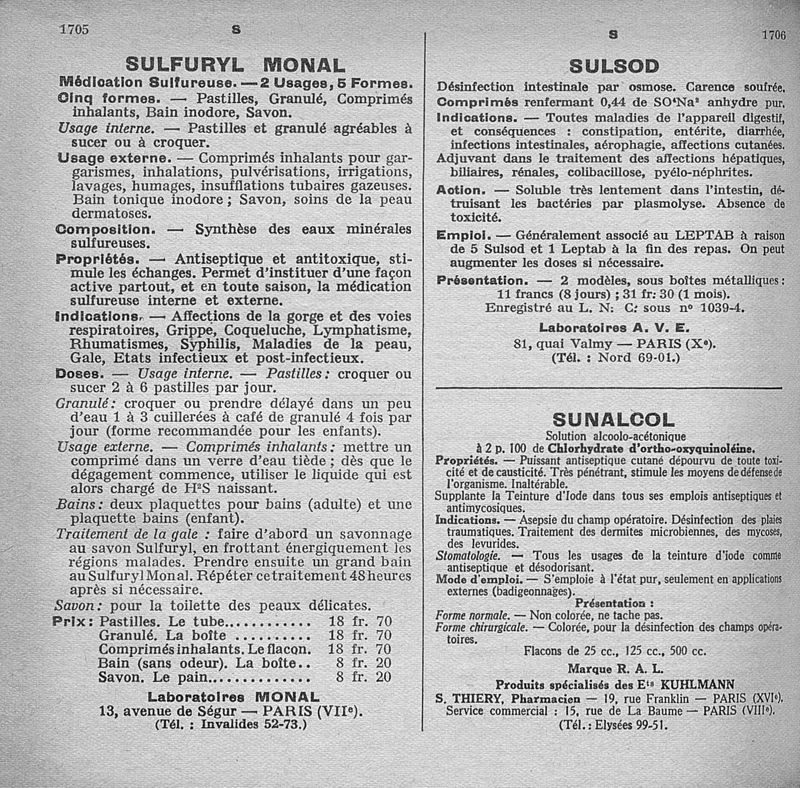 1705
S
SULFURYL MONAL
Médication Sulfureuse. — 2 Usages, 5 Formes.
Cinq formes. — Pastilles, Granulé, Comprimés
inhalants, Bain inodore, Savon.
Usage interne. — Pastilles et granulé agréables à
sucer ou à croquer.
Usage externe. — Comprimés inhalants pour gar-
garismes, inhalations, pulvérisations, irrigations,
lavages, humages, insufflations tubaires gazeuses.
Bain tonique inodore ; Savon, soins de la peau
dermatoses.
Composition. — Synthèse des eaux minérales
sulfureuses.
Propriétés. — Antiseptique et antitoxique, sti-
mule les échanges. Permet d'instituer d'une façon
active partout, et en toute saison, la médication
sulfureuse interne et externe.
Indications. — Affections de la gorge et des voies
respiratoires, Grippe, Coqueluche, Lymphatisme,
Rhumatismes, Syphilis, Maladies de la peau,
Gale, Etats infectieux et post-infectieux.
Doses. — Usage interne. — Pastilles : croquer ou
sucer 2 à 6 pastilles par jour.
Granulé : croquer ou prendre délayé dans un peu
d'eau 1 à 3 cuillerées à café de granulé 4 fois par
jour (forme recommandée pour les enfants).
Usage externe. — Comprimés inhalants : mettre un
comprimé dans un verre d'eau tiède ; dès que le
dégagement commence, utiliser le liquide qui est
alors chargé de H²S naissant.
Bains : deux plaquettes pour bains (adulte) et une
plaquette bains (enfant).
Traitement de la gale : faire d'abord un savonnage
au savon Sulfuryl, en frottant énergiquement les
régions malades. Prendre ensuite un grand bain
au Sulfuryl Monal. Répéter ce traitement 48 heures
après si nécessaire.
Savon : pour la toilette des peaux délicates.
Prix : Pastilles. Le tube............ 18 fr. 70
Granulé. La boîte .......... 18 fr. 70
Comprimés inhalants. Le flacon. 18 fr. 70
Bain (sans odeur). La boîte.. 8 fr. 20
Savon. Le pain............. 8 fr. 20
Laboratoires MONAL
13, avenue de Ségur — PARIS (VIIe).
(Tél. : Invalides 52-73.)
S
1706
SULSOD
Désinfection intestinale par osmose. Carence soufrée.
Comprimés renfermant 0,44 de SO⁴Na² anhydre pur.
Indications. — Toutes maladies de l'appareil digestif,
et conséquences : constipation, entérite, diarrhée,
infections intestinales, aérophagie, affections cutanées.
Adjuvant dans le traitement des affections hépatiques,
biliaires, rénales, colibacillose, pyélo-néphrites.
Action. — Soluble très lentement dans l'intestin, dé-
truisant les bactéries par plasmolyse. Absence de
toxicité.
Emploi. — Généralement associé au LEPTAB à raison
de 5 Sulsod et 1 Leptab à la fin des repas. On peut
augmenter les doses si nécessaire.
Présentation. — 2 modèles, sous boîtes métalliques :
11 francs (8 jours) ; 31 fr: 30 (1 mois).
Enregistré au L. N: C: sous n° 1039-4.
Laboratoires A. V. E.
81, quai Valmy — PARIS (Xe).
(Tél. : Nord 69-01.)
SUNALCOL
Solution alcoolo-acétonique
à 2 p. 100 de Chlorhydrate d'ortho-oxyquinoléine.
Propriétés. — Puissant antiseptique cutané dépourvu de toute toxi-
cité et de causticité. Très pénétrant, stimule les moyens de défense de
l'organisme. Inaltérable.
Supplante la Teinture d'Iode dans tous ses emplois antiseptiques et
antimycosiques.
Indications. — Asepsie du champ opératoire. Désinfection des plaies
traumatiques. Traitement des dermites microbiennes, des mycoses,
des levurides.
Stomatologie. — Tous les usages de la teinture d'iode comme
antiseptique et désodorisant.
Mode d'emploi. — S'emploie à l'état pur, seulement en applications
externes (badigeonnages).
Présentation :
Forme normale. — Non colorée, ne tache pas.
Forme chirurgicale. — Colorée, pour la désinfection des champs opéra-
toires.
Flacons de 25 cc., 125 cc., 500 cc.
Marque R. A. L.
Produits spécialisés des Ets KUHLMANN
S. THIERY, Pharmacien — 19, rue Franklin — PARIS (XVIe).
Service commercial : 15, rue de La Baume — PARIS (VIIIe).
(Tél. : Elysées 99-51.)